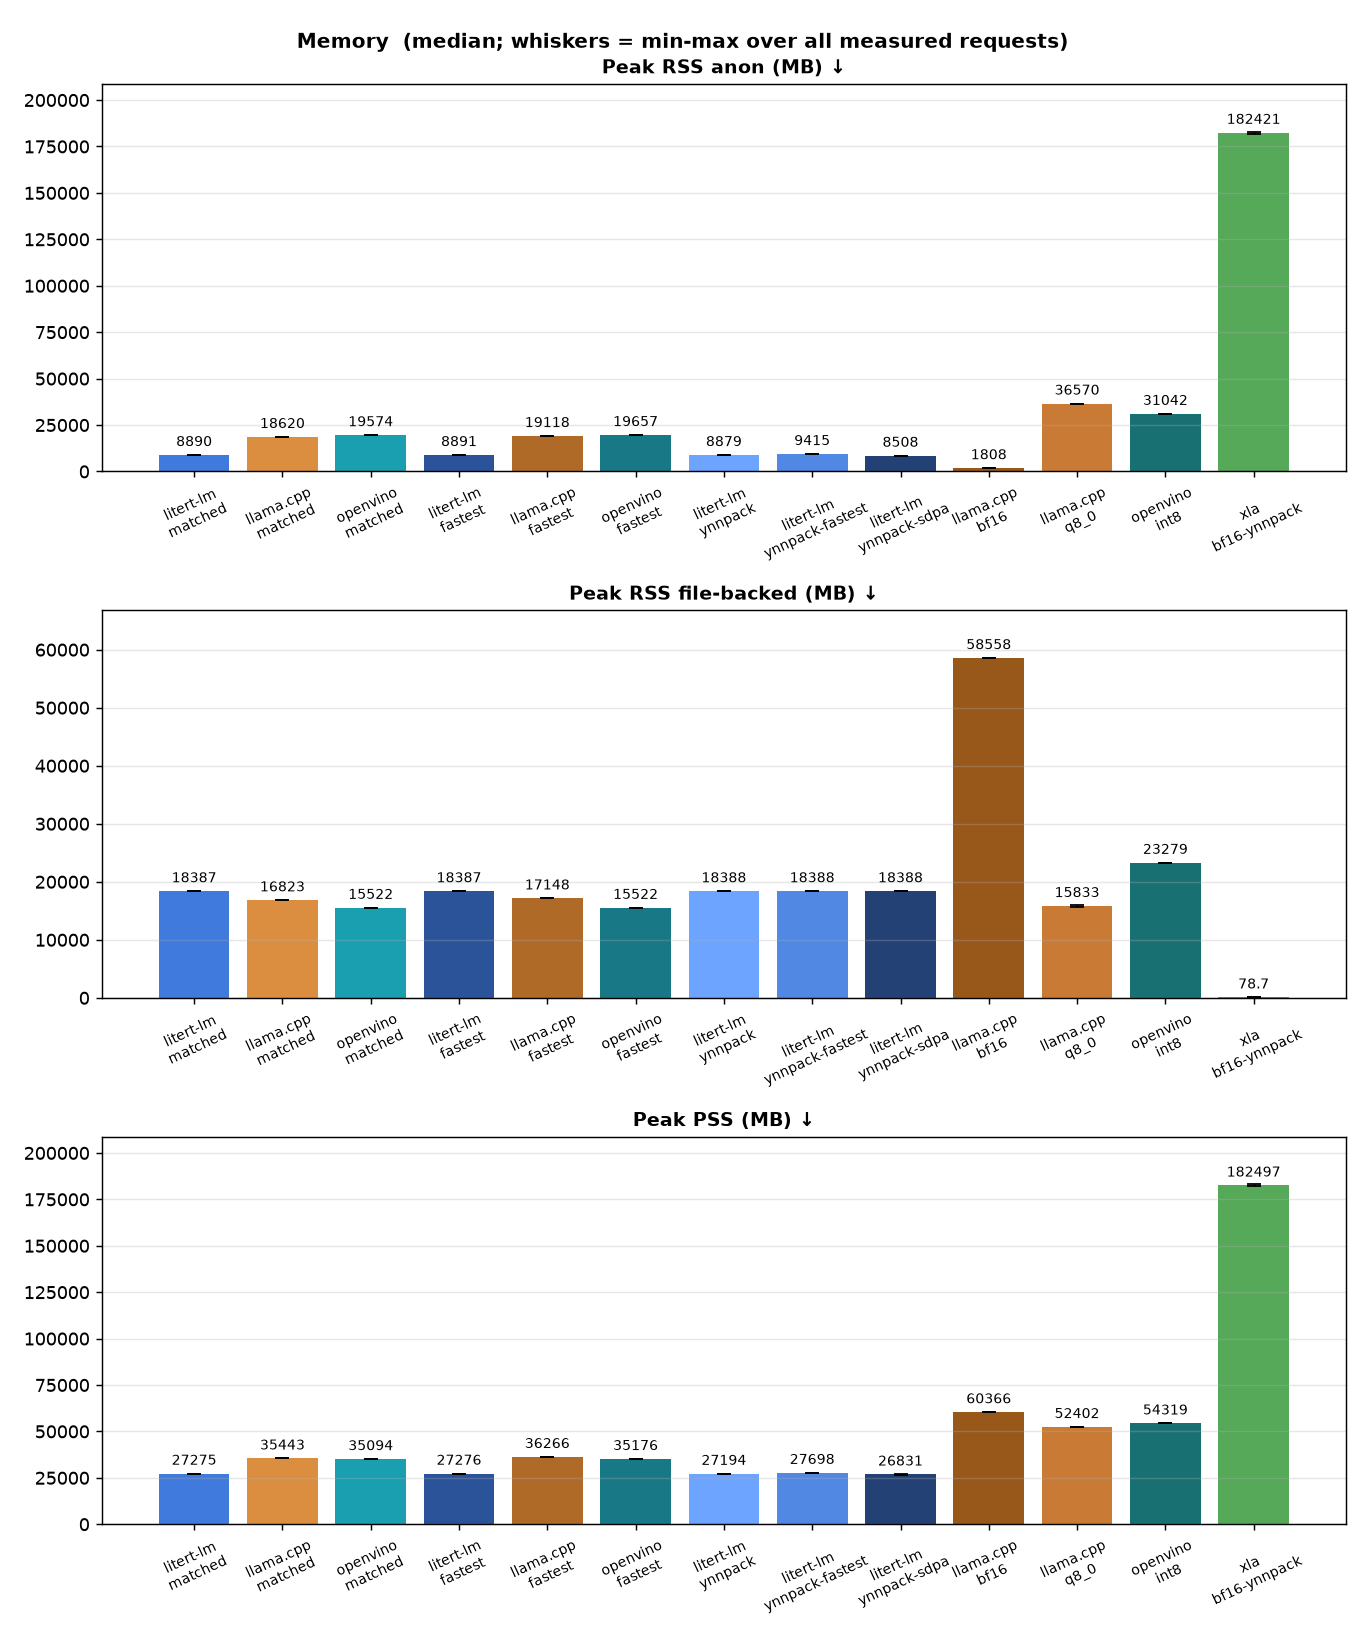 Memory  (median; whiskers = min-max over all measured requests)
Peak RSS anon (MB) ↓
200000
175000
150000
125000
100000
75000
50000
25000
0
8890
18620
19574
8891
19118
19657
8879
9415
8508
1808
36570
31042
182421
litert-lm
matched
llama.cpp
matched
openvino
matched
litert-lm
fastest
llama.cpp
fastest
openvino
fastest
litert-lm
ynnpack
litert-lm
ynnpack-fastest
litert-lm
ynnpack-sdpa
llama.cpp
bf16
llama.cpp
q8_0
openvino
int8
xla
bf16-ynnpack
Peak RSS file-backed (MB) ↓
60000
50000
40000
30000
20000
10000
0
18387
16823
15522
18387
17148
15522
18388
18388
18388
58558
15833
23279
78.7
litert-lm
matched
llama.cpp
matched
openvino
matched
litert-lm
fastest
llama.cpp
fastest
openvino
fastest
litert-lm
ynnpack
litert-lm
ynnpack-fastest
litert-lm
ynnpack-sdpa
llama.cpp
bf16
llama.cpp
q8_0
openvino
int8
xla
bf16-ynnpack
Peak PSS (MB) ↓
200000
175000
150000
125000
100000
75000
50000
25000
0
27275
35443
35094
27276
36266
35176
27194
27698
26831
60366
52402
54319
182497
litert-lm
matched
llama.cpp
matched
openvino
matched
litert-lm
fastest
llama.cpp
fastest
openvino
fastest
litert-lm
ynnpack
litert-lm
ynnpack-fastest
litert-lm
ynnpack-sdpa
llama.cpp
bf16
llama.cpp
q8_0
openvino
int8
xla
bf16-ynnpack